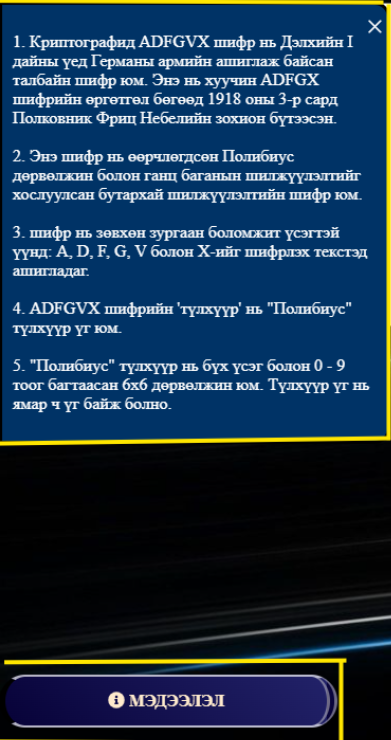 1. Криптографид ADFGVX шифр нь Дэлхийн I
дайны үед Германы армийн ашиглаж байсан
талбайн шифр юм. Энэ нь хуучин ADFGX
шифрийн өргөтгөл бөгөөд 1918 оны 3-р сард
Полковник Фриц Небелийн зохион бүтээсэн.
2. Энэ шифр нь өөрчлөгдсөн Полибиус
дөрвөлжин болон ганц баганын шилжүүлэлтийг
хослуулсан бутархай шилжүүлэлтийн шифр юм.
3. шифр нь зөвхөн зургаан боломжит үсэгтэй
үүнд: A, D, F, G, V болон X-ийг шифрлэх текстэд
ашигладаг.
4. ADFGVX шифрийн 'түлхүүр' нь "Полибиус"
түлхүүр үг юм.
5. "Полибиус" түлхүүр нь бүх үсэг болон 0 - 9
тоог багтаасан 6x6 дөрвөлжин юм. Түлхүүр үг нь
ямар ч үг байж болно.
МЭДЭЭЛЭЛ